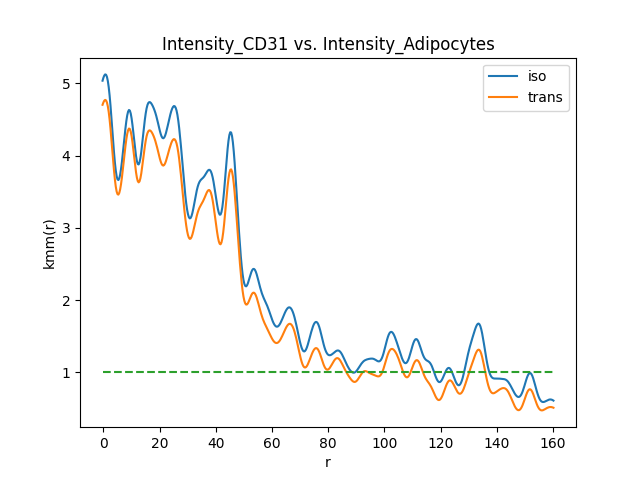 Intensity_CD31 vs. Intensity_Adipocytes
iso
trans
kmm(r)
5
4
3
2
1
0 20 40 60 80 100 120 140 160
r